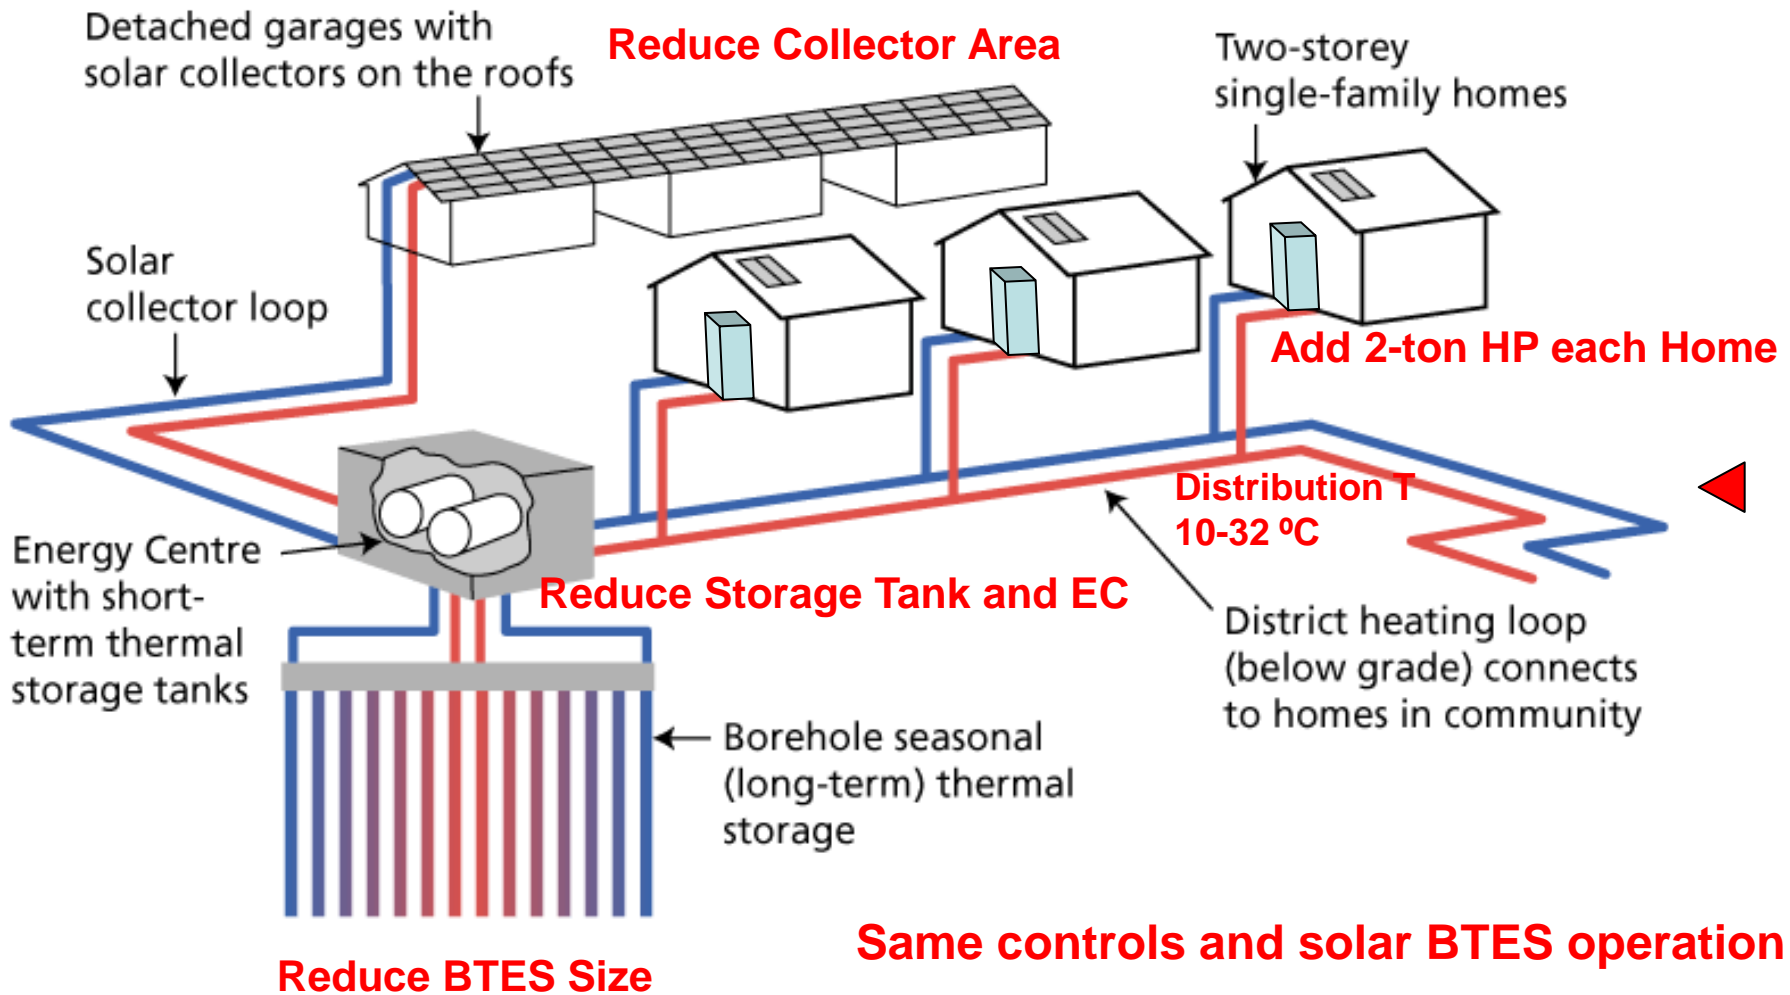 Detached garages with
solar collectors on the roofs
Reduce Collector Area
Two-storey
single-family homes
Solar
collector loop
Add 2-ton HP each Home
Distribution T
10-32 ºC
Energy Centre
with short-
term thermal
storage tanks
Reduce Storage Tank and EC
District heating loop
(below grade) connects
to homes in community
Borehole seasonal
(long-term) thermal
storage
Same controls and solar BTES operation
Reduce BTES Size